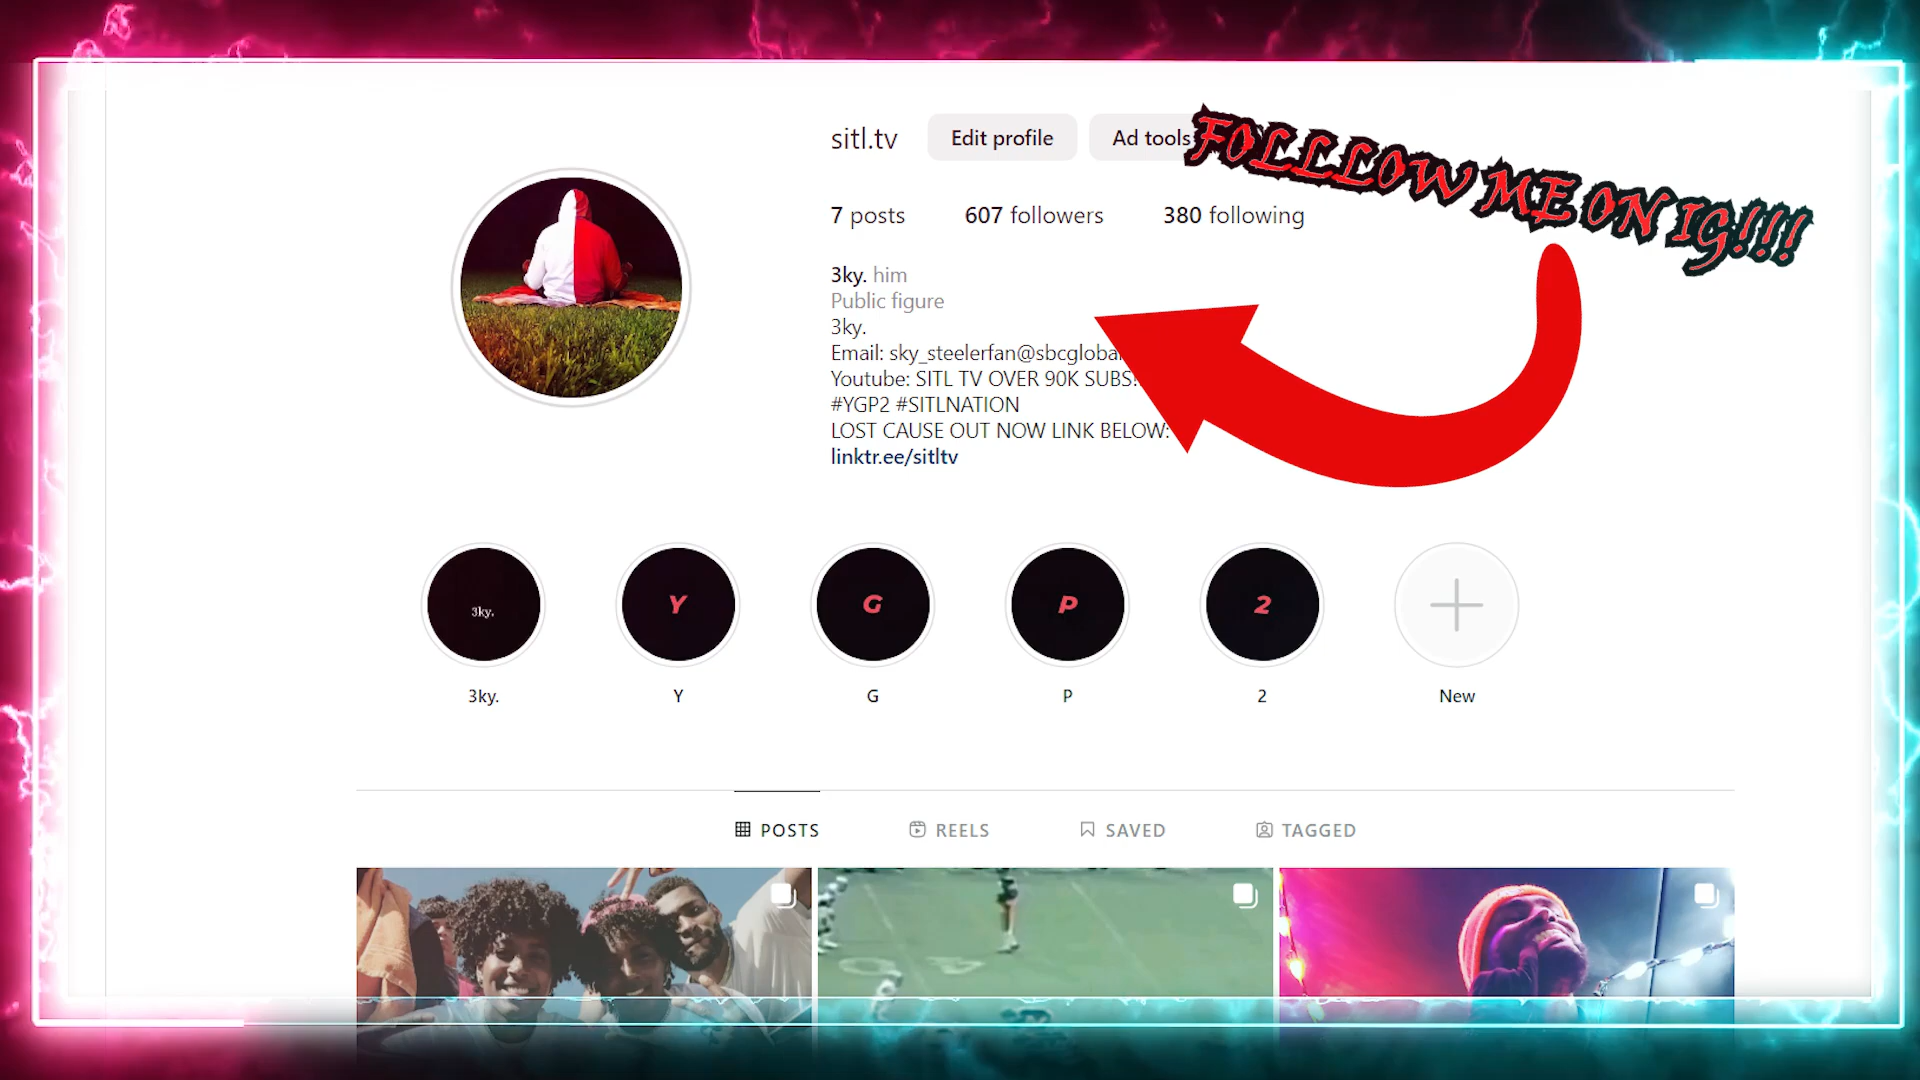 sitl.tv Edit profile Ad tools
FOLLLOW ME ON IG!!!
7 posts 607 followers 380 following
3ky. him
Public figure
3ky.
Email: sky_steelerfan@sbcglobal
Youtube: SITL TV OVER 90K SUBS!
#YGP2 #SITLNATION
LOST CAUSE OUT NOW LINK BELOW:
linktr.ee/sitltv
3ky. Y G P 2
3ky. Y G P 2 New
POSTS REELS SAVED TAGGED